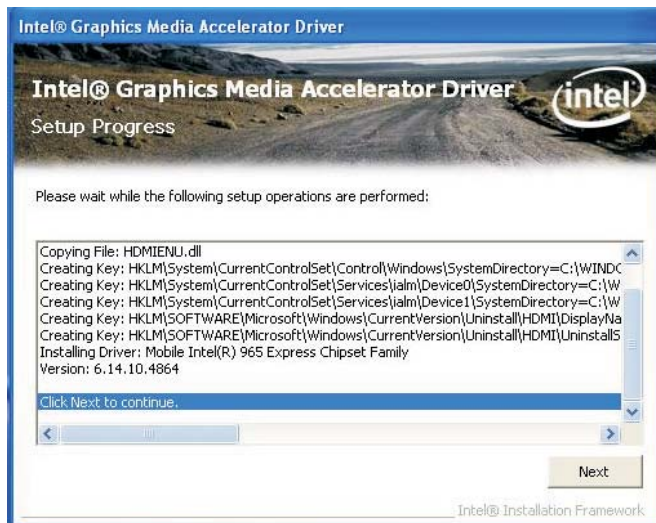 Intel® Graphics Media Accelerator Driver
Intel® Graphics Media Accelerator Driver
intel
Setup Progress
Please wait while the following setup operations are performed:
Copying File: HDMIENU.dll
Creating Key: HKLM\System\CurrentControlSet\Control\Windows\SystemDirectory=C:\WINDC
Creating Key: HKLM\System\CurrentControlSet\Services\ialm\Device0\SystemDirectory=C:\W
Creating Key: HKLM\System\CurrentControlSet\Services\ialm\Device1\SystemDirectory=C:\W
Creating Key: HKLM\SOFTWARE\Microsoft\Windows\CurrentVersion\Uninstall\HDMI\DisplayNa
Creating Key: HKLM\SOFTWARE\Microsoft\Windows\CurrentVersion\Uninstall\HDMI\UninstallS
Installing Driver: Mobile Intel(R) 965 Express Chipset Family
Version: 6.14.10.4864
Click Next to continue.
Next
Intel® Installation Framework